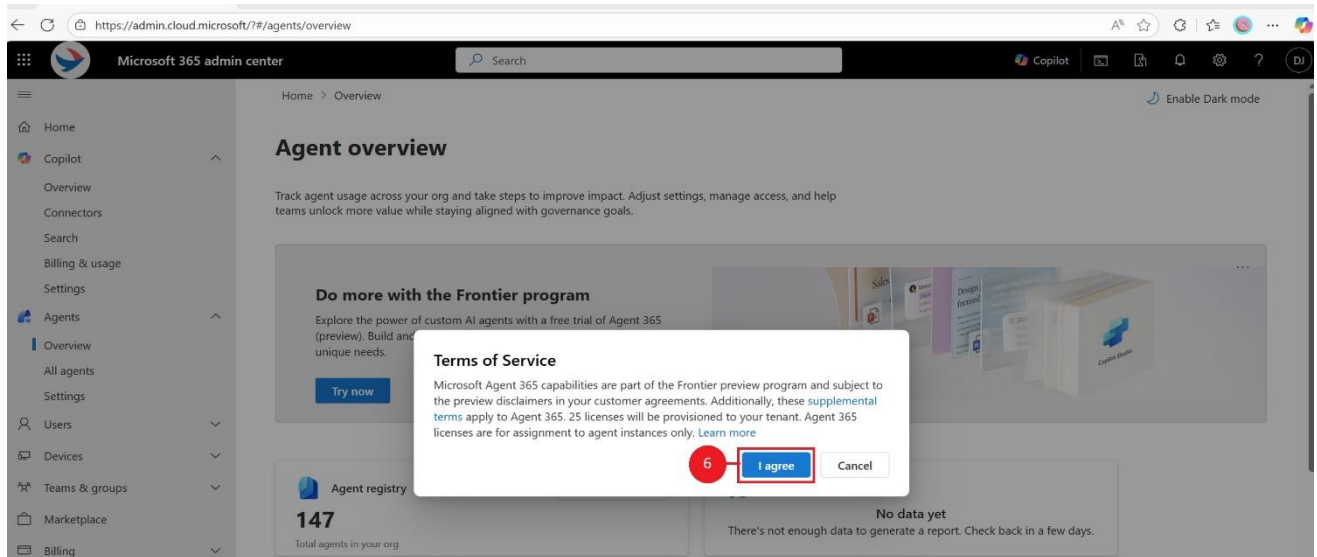 https://admin.cloud.microsoft/?#/agents/overview
Microsoft 365 admin center
Search
Copilot
DJ
Home > Overview
Enable Dark mode
Home
Copilot
Overview
Connectors
Search
Billing & usage
Settings
Agents
Overview
All agents
Settings
Users
Devices
Teams & groups
Marketplace
Billing
Agent overview
Track agent usage across your org and take steps to improve impact. Adjust settings, manage access, and help
teams unlock more value while staying aligned with governance goals.
Do more with the Frontier program
Explore the power of custom AI agents with a free trial of Agent 365
(preview). Build and
unique needs.
Try now
Sales
Design
focused
Copilot Studio
Terms of Service
Microsoft Agent 365 capabilities are part of the Frontier preview program and subject to
the preview disclaimers in your customer agreements. Additionally, these supplemental
terms apply to Agent 365. 25 licenses will be provisioned to your tenant. Agent 365
licenses are for assignment to agent instances only. Learn more
6
I agree
Cancel
Agent registry
147
Total agents in your org
No data yet
There's not enough data to generate a report. Check back in a few days.